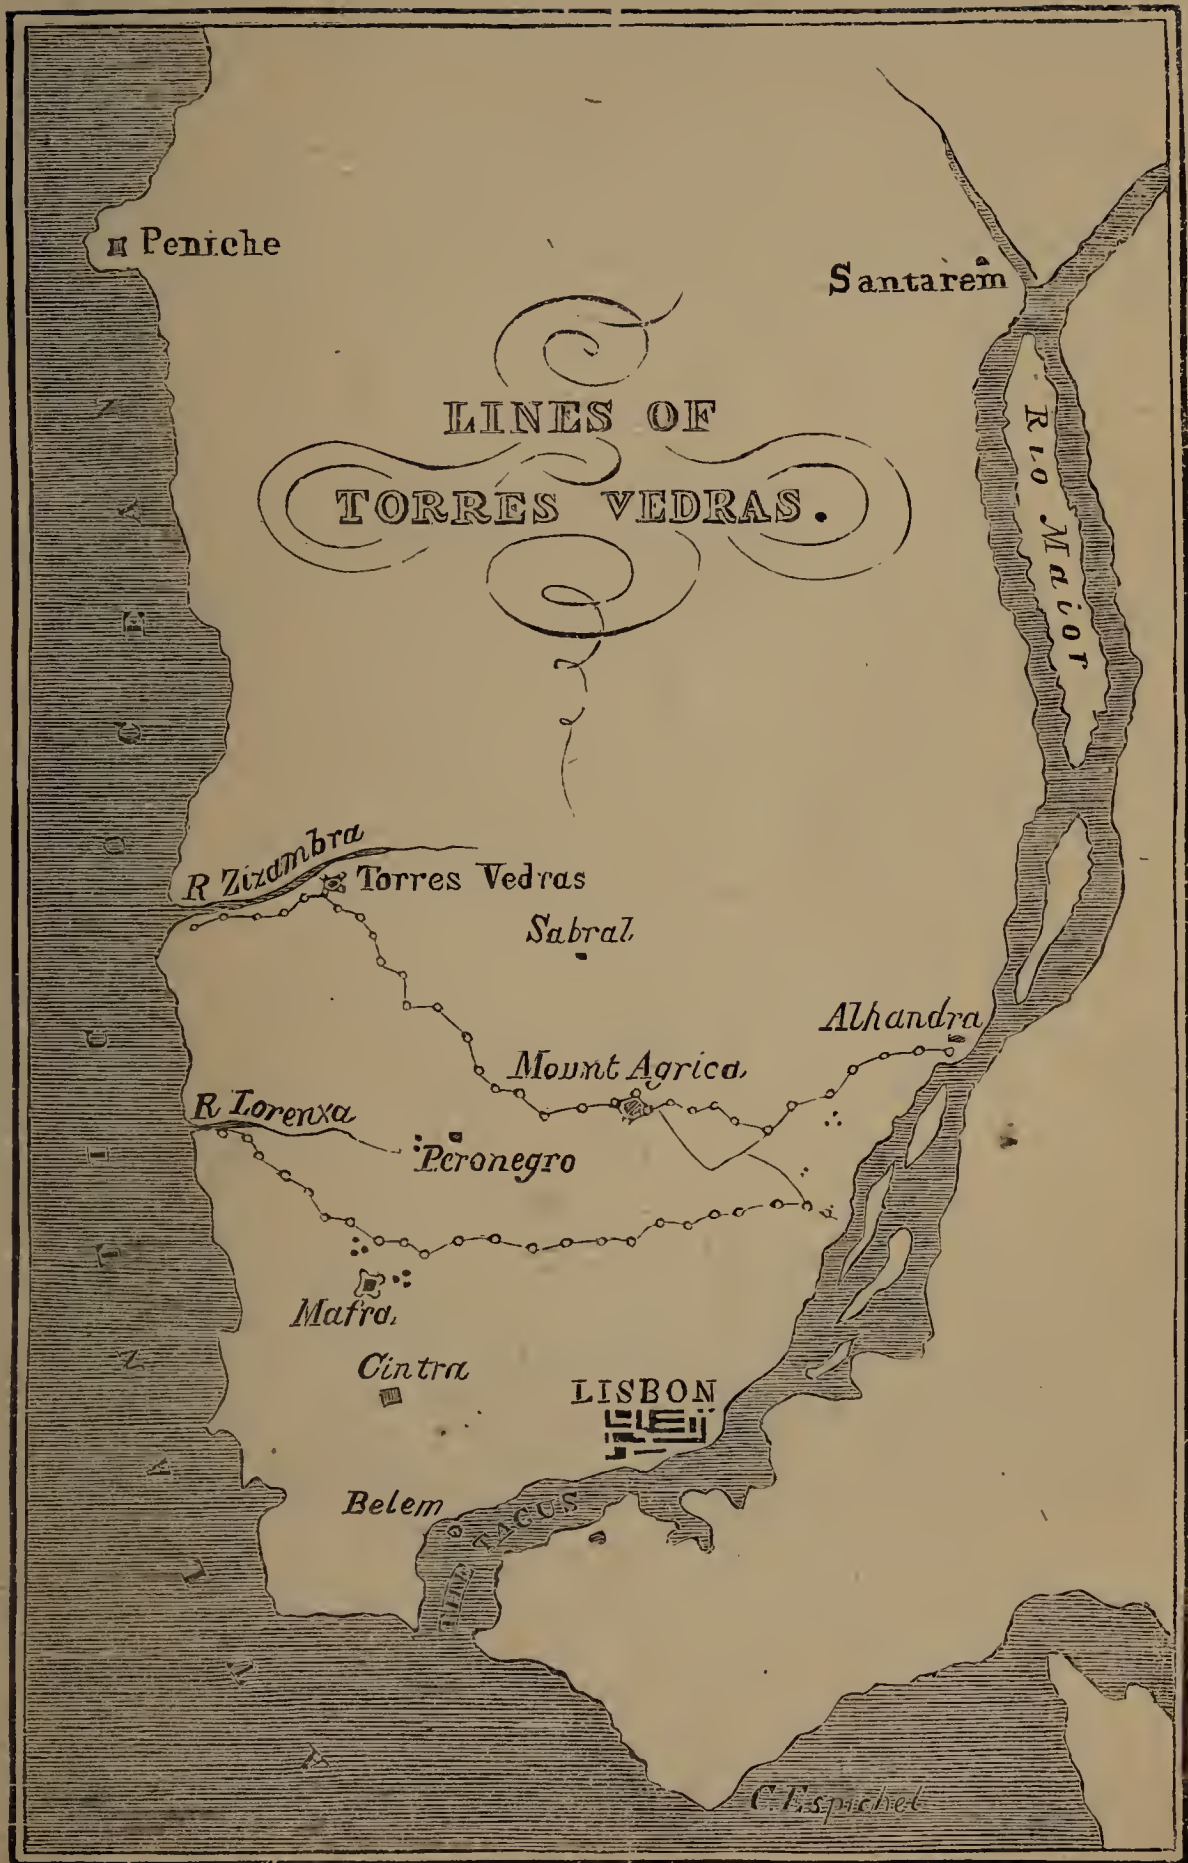 Peniche
Santarem
LINES OF
TORRES VEDRAS.
Rio Maior
R Zizambra
Torres Vedras
Sabral
Alhandra
Mount Agrica
R Lorenxa
Peronegro
Mafra
Cintra
LISBON
Belem
THE TAGUS
C. Espichel
ATLANTIC OCEAN